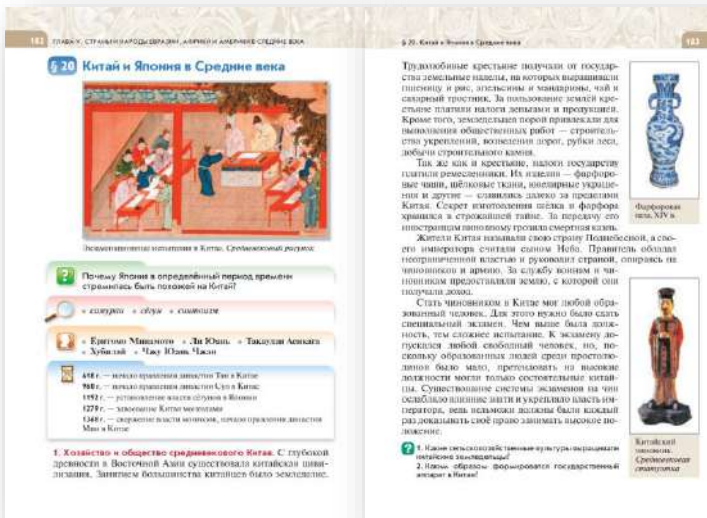 182 ГЛАВА V. СТРАНЫ И НАРОДЫ ЕВРАЗИИ, АФРИКИ И АМЕРИКИ В СРЕДНИЕ ВЕКА
§ 20 Китай и Япония в Средние века
Экзаменационные испытания в Китае. Средневековый рисунок
Почему Япония в определённый период времени
стремилась быть похожей на Китай?
• самураи • сёгун • синтоизм
• Ёритомо Минамото • Ли Юань • Такаудзи Асикага
• Хубилай • Чжу Юань Чжан
618 г. — начало правления династии Тан в Китае
960 г. — начало правления династии Сун в Китае
1192 г. — установление власти сёгунов в Японии
1279 г. — завоевание Китая монголами
1368 г. — свержение власти монголов, начало правления династии
Мин в Китае
1. Хозяйство и общество средневекового Китая. С глубокой
древности в Восточной Азии существовала китайская циви-
лизация. Занятием большинства китайцев было земледелие.
§ 20. Китай и Япония в Средние века 183
Трудолюбивые крестьяне получали от государ-
ства земельные наделы, на которых выращивали
пшеницу и рис, апельсины и мандарины, чай и
сахарный тростник. За пользование землёй кре-
стьяне платили налоги деньгами и продукцией.
Кроме того, земледельцев порой привлекали для
выполнения общественных работ — строитель-
ства укреплений, возведения дорог, рубки леса,
добычи строительного камня.
Так же как и крестьяне, налоги государству
платили ремесленники. Их изделия — фарфоро-
вые чаши, шёлковые ткани, ювелирные украше-
ния и другие — славились далеко за пределами
Китая. Секрет изготовления шёлка и фарфора
хранился в строжайшей тайне. За передачу его
иностранцам виновному грозила смертная казнь.
Фарфоровая
ваза. XIV в.
Жители Китая называли свою страну Поднебесной, а сво-
его императора считали сыном Неба. Правитель обладал
неограниченной властью и руководил страной, опираясь на
чиновников и армию. За службу воинам и чи-
новникам предоставляли землю, с которой они
получали доход.
Стать чиновником в Китае мог любой обра-
зованный человек. Для этого нужно было сдать
специальный экзамен. Чем выше была долж-
ность, тем сложнее испытание. К экзамену до-
пускался любой свободный человек, но, по-
скольку образованных людей среди простолю-
динов было мало, претендовать на высокие
должности могли только состоятельные китай-
цы. Существование системы экзаменов на чин
ослабляло влияние знати и укрепляло власть им-
ператора, ведь вельможи должны были каждый
раз доказывать своё право занимать высокое по-
ложение.
Китайский
чиновник.
Средневековая
статуэтка
1. Какие сельскохозяйственные культуры выращивали
китайские земледельцы?
2. Каким образом формировался государственный
аппарат в Китае?